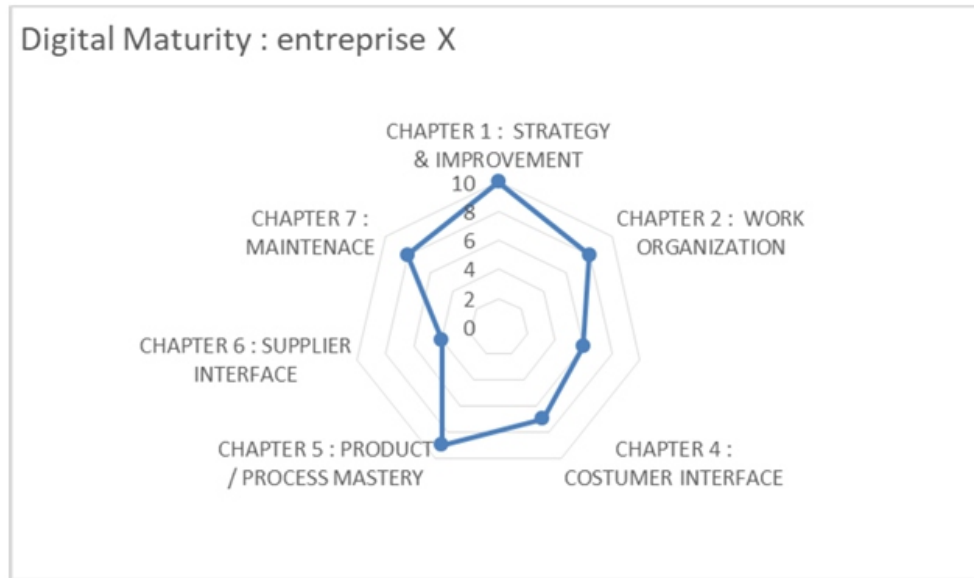 Digital Maturity : entreprise X
CHAPTER 1 : STRATEGY
& IMPROVEMENT
10
8
6
4
2
0
CHAPTER 2 : WORK
ORGANIZATION
CHAPTER 4 :
COSTUMER INTERFACE
CHAPTER 5 : PRODUCT
/ PROCESS MASTERY
CHAPTER 6 : SUPPLIER
INTERFACE
CHAPTER 7 :
MAINTENACE